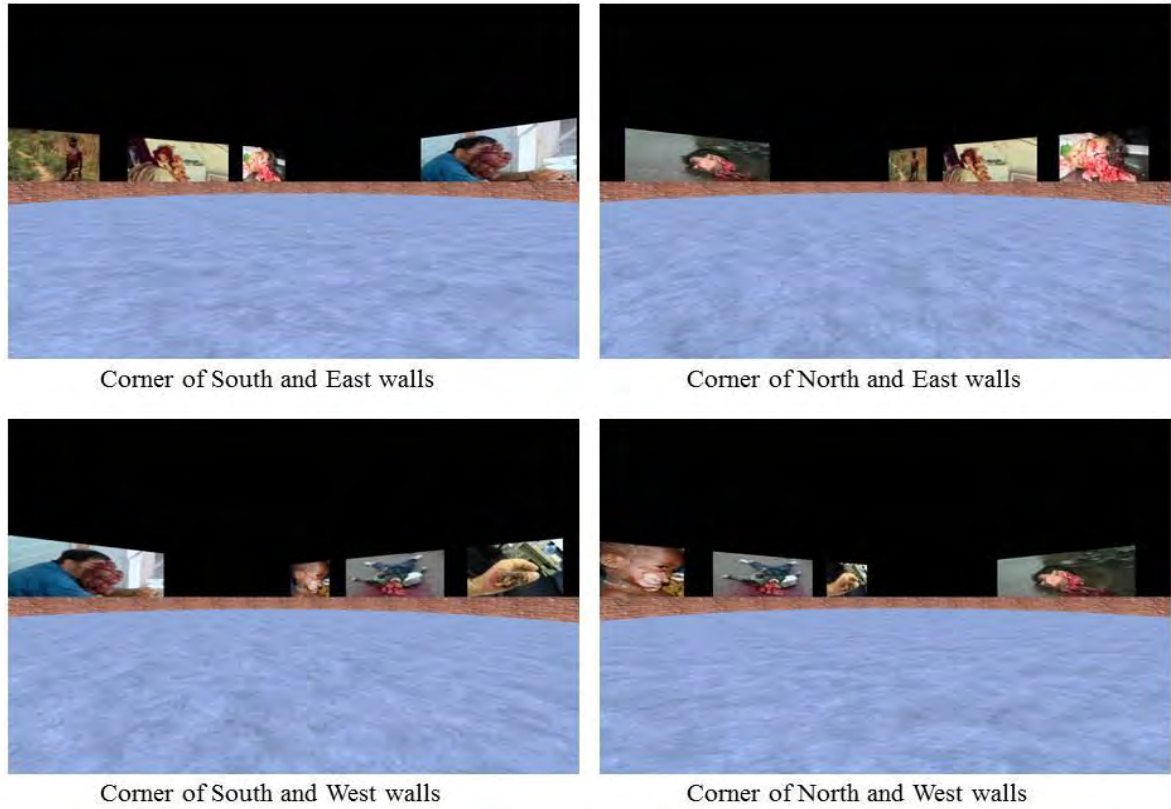 Corner of South and East walls
Corner of North and East walls
Corner of South and West walls
Corner of North and West walls